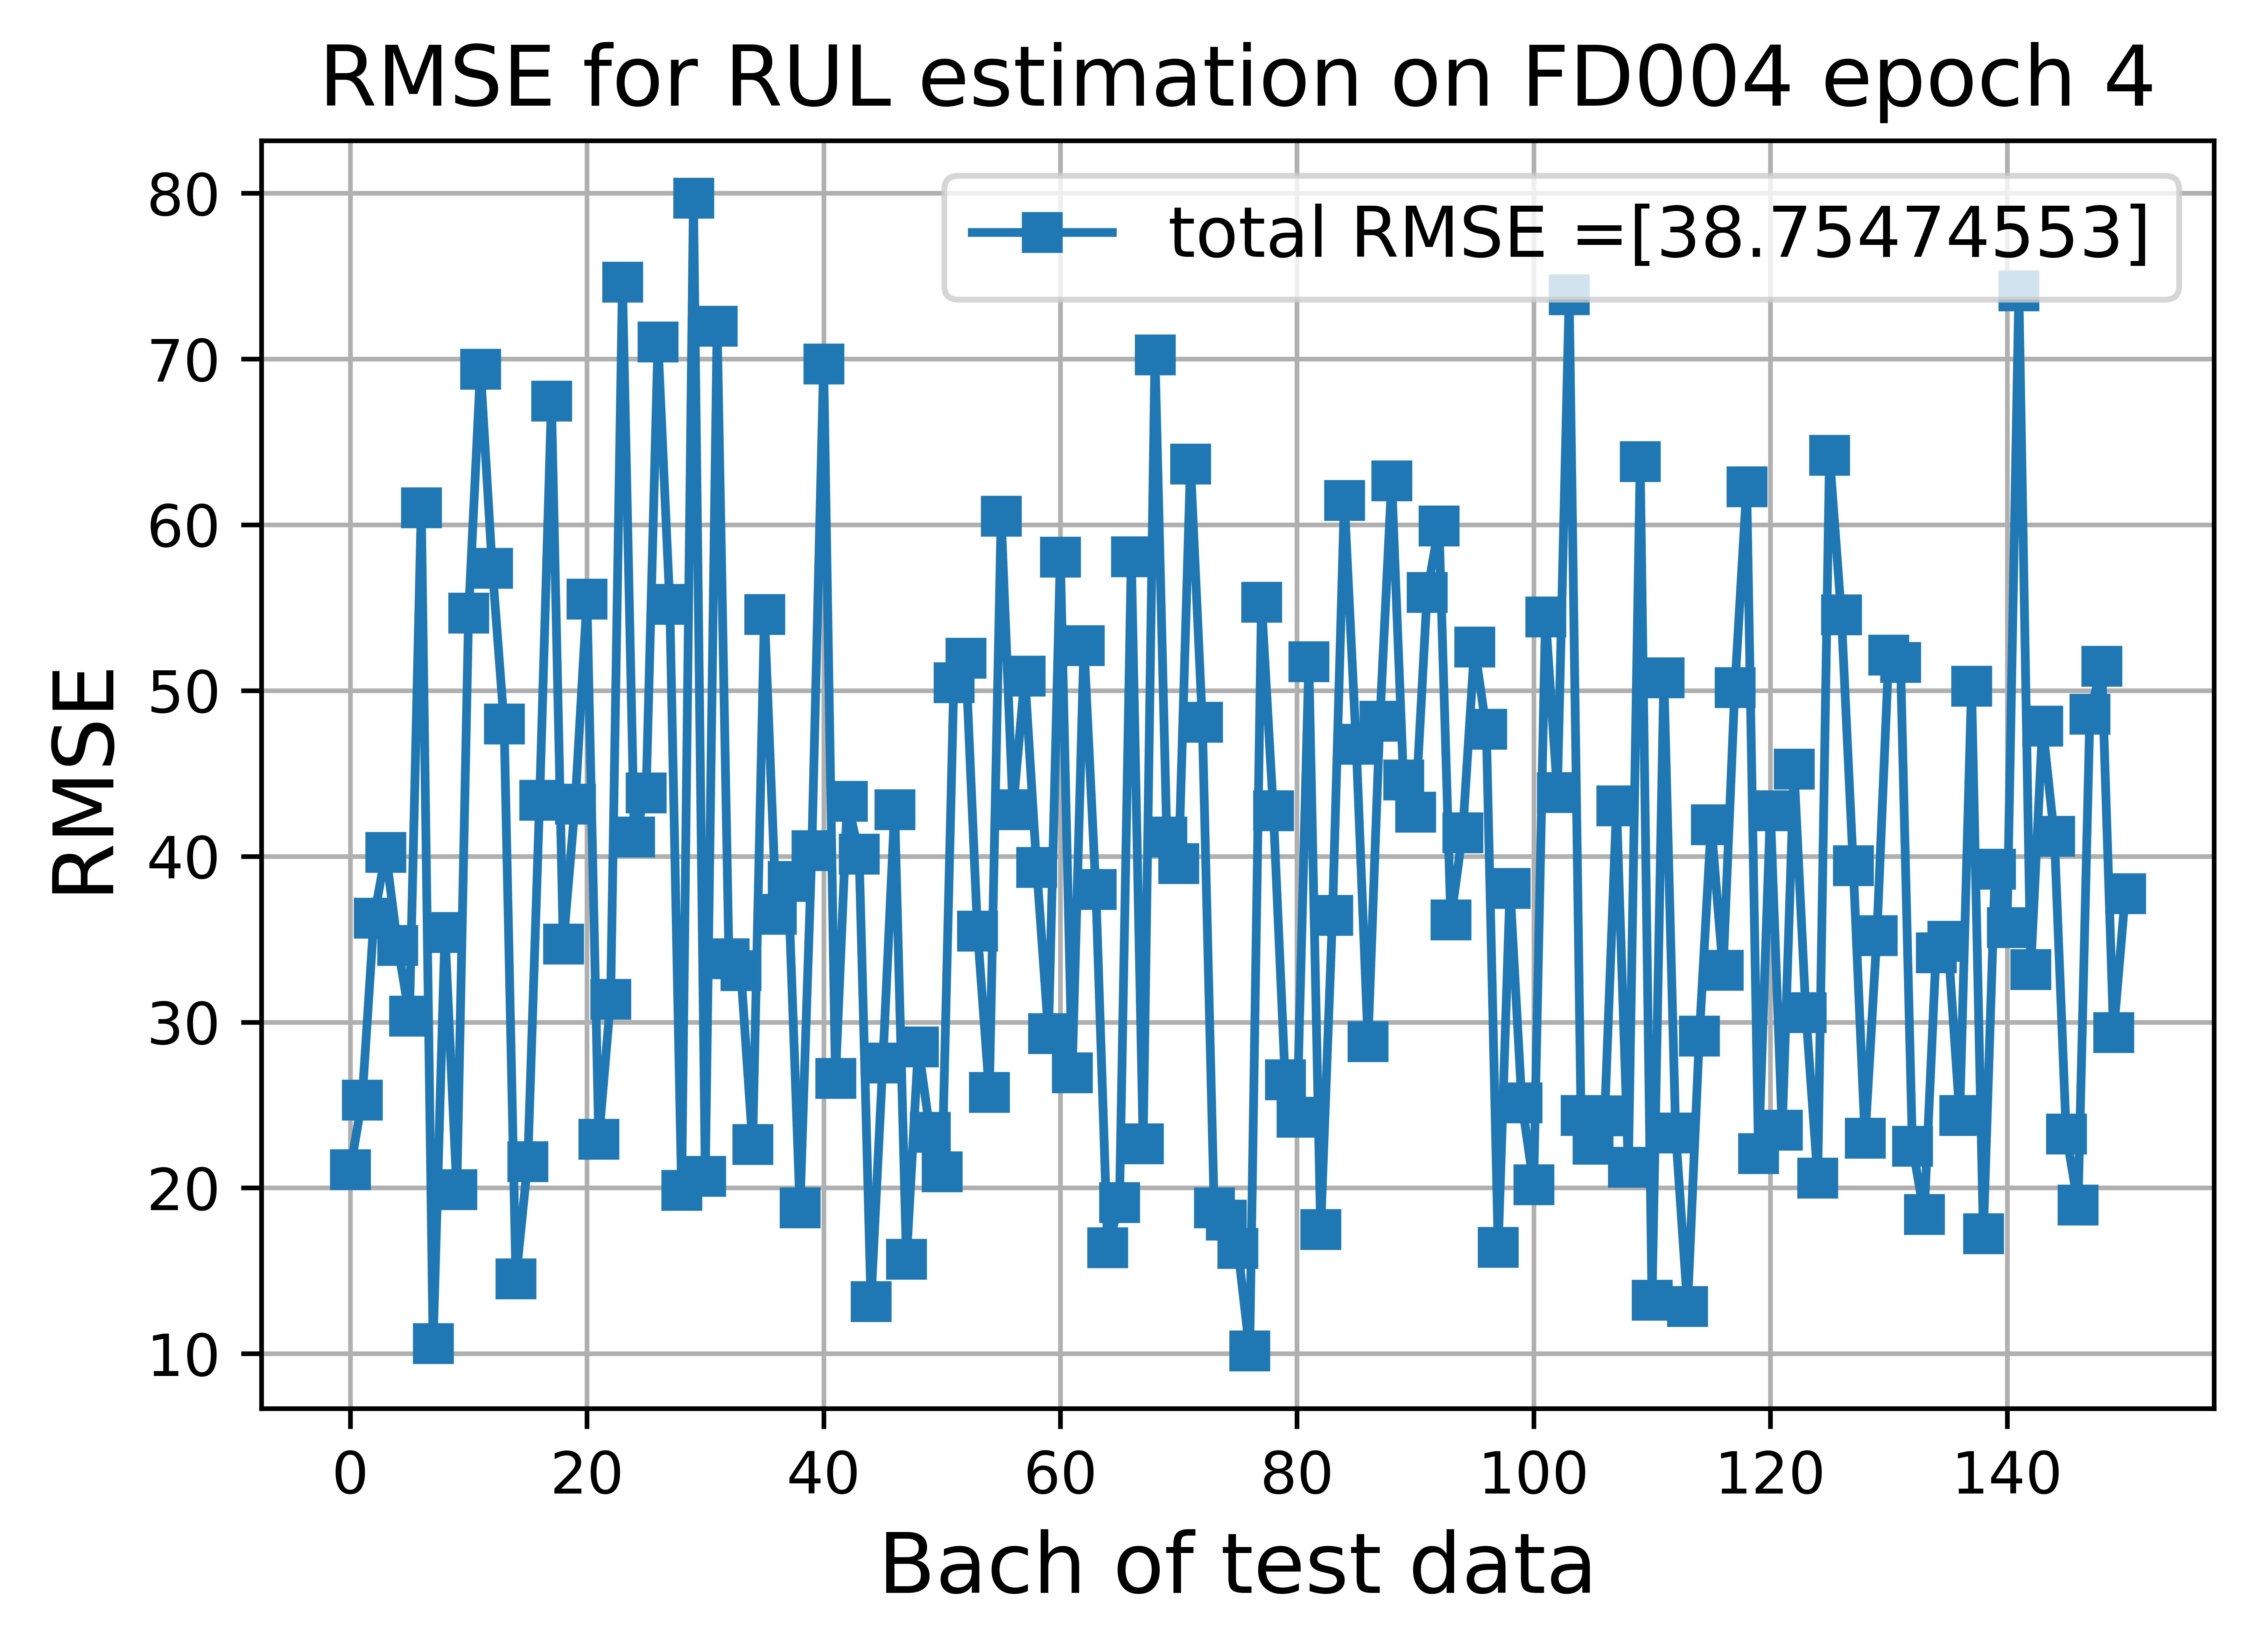 RMSE for RUL estimation on FD004 epoch 4
total RMSE =[38.75474553]
RMSE
80
70
60
50
40
30
20
10
0 20 40 60 80 100 120 140
Bach of test data